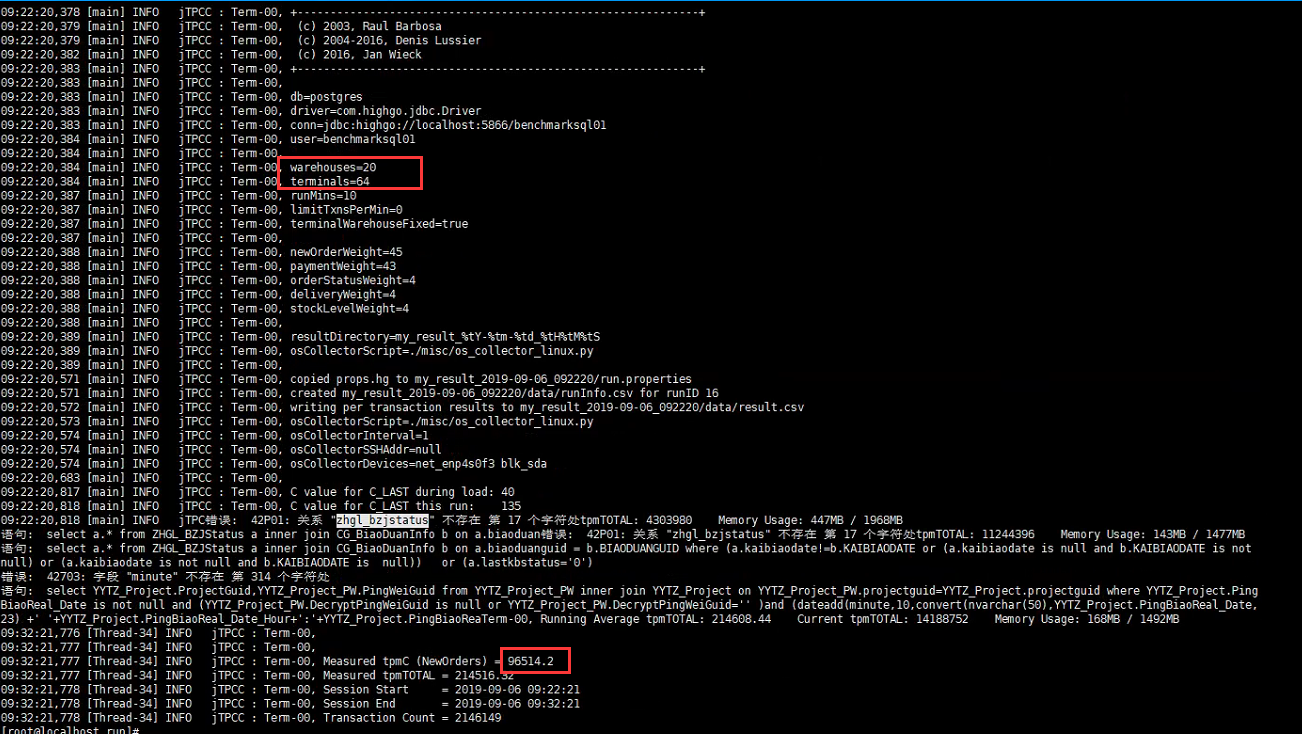 09:22:20,378 [main] INFO   jTPCC : Term-00, +-------------------------------------------------------------+
09:22:20,379 [main] INFO   jTPCC : Term-00,  (c) 2003, Raul Barbosa
09:22:20,379 [main] INFO   jTPCC : Term-00,  (c) 2004-2016, Denis Lussier
09:22:20,382 [main] INFO   jTPCC : Term-00,  (c) 2016, Jan Wieck
09:22:20,383 [main] INFO   jTPCC : Term-00, +-------------------------------------------------------------+
09:22:20,383 [main] INFO   jTPCC : Term-00,
09:22:20,383 [main] INFO   jTPCC : Term-00, db=postgres
09:22:20,383 [main] INFO   jTPCC : Term-00, driver=com.highgo.jdbc.Driver
09:22:20,383 [main] INFO   jTPCC : Term-00, conn=jdbc:highgo://localhost:5866/benchmarksql01
09:22:20,384 [main] INFO   jTPCC : Term-00, user=benchmarksql01
09:22:20,384 [main] INFO   jTPCC : Term-00,
09:22:20,384 [main] INFO   jTPCC : Term-00, warehouses=20
09:22:20,384 [main] INFO   jTPCC : Term-00, terminals=64
09:22:20,387 [main] INFO   jTPCC : Term-00, runMins=10
09:22:20,387 [main] INFO   jTPCC : Term-00, limitTxnsPerMin=0
09:22:20,387 [main] INFO   jTPCC : Term-00, terminalWarehouseFixed=true
09:22:20,387 [main] INFO   jTPCC : Term-00,
09:22:20,388 [main] INFO   jTPCC : Term-00, newOrderWeight=45
09:22:20,388 [main] INFO   jTPCC : Term-00, paymentWeight=43
09:22:20,388 [main] INFO   jTPCC : Term-00, orderStatusWeight=4
09:22:20,388 [main] INFO   jTPCC : Term-00, deliveryWeight=4
09:22:20,388 [main] INFO   jTPCC : Term-00, stockLevelWeight=4
09:22:20,388 [main] INFO   jTPCC : Term-00,
09:22:20,389 [main] INFO   jTPCC : Term-00, resultDirectory=my_result_%tY-%tm-%td_%tH%tM%tS
09:22:20,389 [main] INFO   jTPCC : Term-00, osCollectorScript=./misc/os_collector_linux.py
09:22:20,389 [main] INFO   jTPCC : Term-00,
09:22:20,571 [main] INFO   jTPCC : Term-00, copied props.hg to my_result_2019-09-06_092220/run.properties
09:22:20,571 [main] INFO   jTPCC : Term-00, created my_result_2019-09-06_092220/data/runInfo.csv for runID 16
09:22:20,572 [main] INFO   jTPCC : Term-00, writing per transaction results to my_result_2019-09-06_092220/data/result.csv
09:22:20,573 [main] INFO   jTPCC : Term-00, osCollectorScript=./misc/os_collector_linux.py
09:22:20,574 [main] INFO   jTPCC : Term-00, osCollectorInterval=1
09:22:20,574 [main] INFO   jTPCC : Term-00, osCollectorSSHAddr=null
09:22:20,574 [main] INFO   jTPCC : Term-00, osCollectorDevices=net_enp4s0f3 blk_sda
09:22:20,683 [main] INFO   jTPCC : Term-00,
09:22:20,817 [main] INFO   jTPCC : Term-00, C value for C_LAST during load: 40
09:22:20,818 [main] INFO   jTPCC : Term-00, C value for C_LAST this run:    135
09:22:20,818 [main] INFO   jTPC错误:  42P01: 关系 "zhgl_bzjstatus" 不存在 第 17 个字符处tpmTOTAL: 4303980    Memory Usage: 447MB / 1968MB
语句:  select a.* from ZHGL_BZJStatus a inner join CG_BiaoDuanInfo b on a.biaoduan错误:  42P01: 关系 "zhgl_bzjstatus" 不存在 第 17 个字符处tpmTOTAL: 11244396    Memory Usage: 143MB / 1477MB
语句:  select a.* from ZHGL_BZJStatus a inner join CG_BiaoDuanInfo b on a.biaoduanguid = b.BIAODUANGUID where (a.kaibiaodate!=b.KAIBIAODATE or (a.kaibiaodate is null and b.KAIBIAODATE is not
null) or (a.kaibiaodate is not null and b.KAIBIAODATE is  null))   or (a.lastkbstatus='0')
错误:  42703: 字段 "minute" 不存在 第 314 个字符处
语句:  select YYTZ_Project.ProjectGuid,YYTZ_Project_PW.PingWeiGuid from YYTZ_Project_PW inner join YYTZ_Project on YYTZ_Project_PW.projectguid=YYTZ_Project.projectguid where YYTZ_Project.Ping
BiaoReal_Date is not null and (YYTZ_Project_PW.DecryptPingWeiGuid is null or YYTZ_Project_PW.DecryptPingWeiGuid='' )and (dateadd(minute,10,convert(nvarchar(50),YYTZ_Project.PingBiaoReal_Date,
23) +' '+YYTZ_Project.PingBiaoReal_Date_Hour+':'+YYTZ_Project.PingBiaoReaTerm-00, Running Average tpmTOTAL: 214608.44    Current tpmTOTAL: 14188752    Memory Usage: 168MB / 1492MB
09:32:21,776 [Thread-34] INFO   jTPCC : Term-00,
09:32:21,777 [Thread-34] INFO   jTPCC : Term-00,
09:32:21,777 [Thread-34] INFO   jTPCC : Term-00, Measured tpmC (NewOrders) = 96514.2
09:32:21,777 [Thread-34] INFO   jTPCC : Term-00, Measured tpmTOTAL = 214516.32
09:32:21,778 [Thread-34] INFO   jTPCC : Term-00, Session Start     = 2019-09-06 09:22:21
09:32:21,778 [Thread-34] INFO   jTPCC : Term-00, Session End       = 2019-09-06 09:32:21
09:32:21,778 [Thread-34] INFO   jTPCC : Term-00, Transaction Count = 2146149
[root@localhost run]#